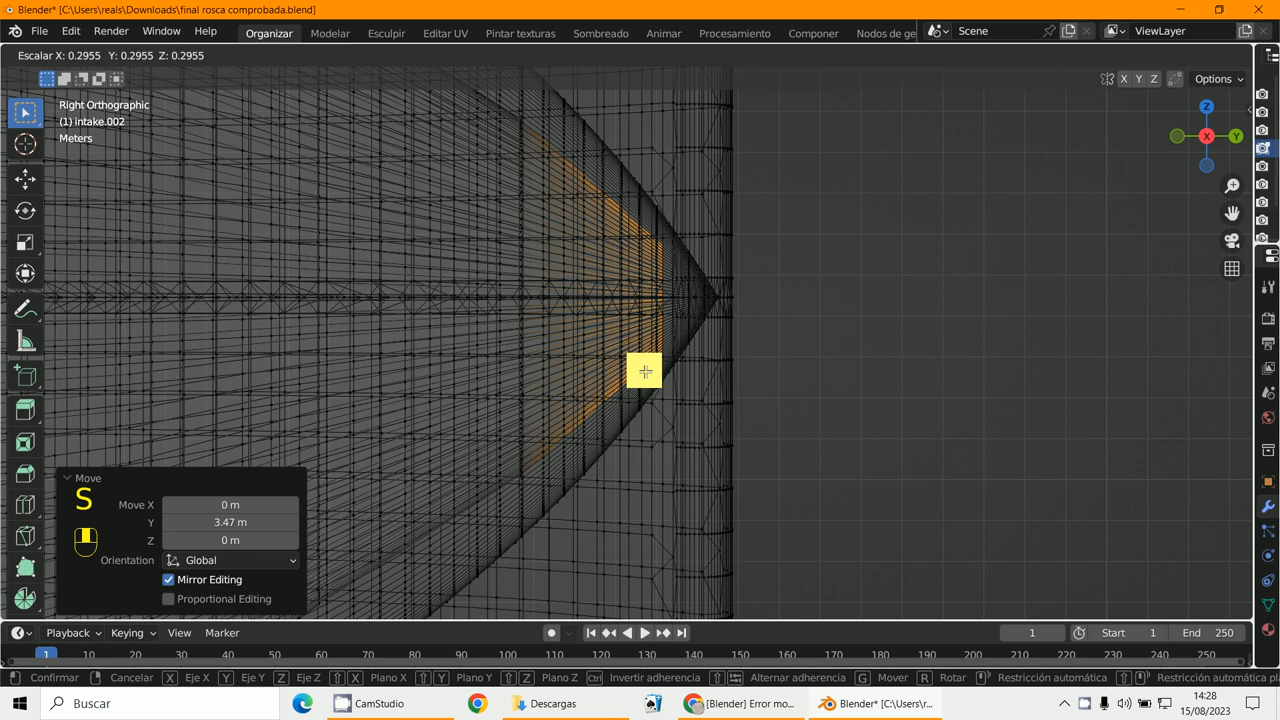 Blender* [C:\Users\reals\Downloads\final rosca comprobada.blend]
File Edit Render Window Help Organizar Modelar Esculpir Editar UV Pintar texturas Sombreado Animar Procesamiento Componer Nodos de ge Scene ViewLayer
Escalar X: 0.2955 Y: 0.2955 Z: 0.2955
X Y Z Options
Right Orthographic
(1) intake.002
Meters
Z
X Y
Move
S
Move X 0 m
Y 3.47 m
Z 0 m
Orientation Global
Mirror Editing
Proportional Editing
Playback Keying View Marker 1 Start 1 End 250
1 10 20 30 40 50 60 70 80 90 100 110 120 130 140 150 160 170 180 190 200 210 220 230 240 250
Confirmar Cancelar X Eje X Y Eje Y Z Eje Z X Plano X Y Plano Y Z Plano Z Ctrl Invertir adherencia Alternar adherencia G Mover R Rotar Restricción automática Restricción automática pla
Buscar CamStudio Descargas [Blender] Error mo... Blender* [C:\Users\r... 14:28
15/08/2023